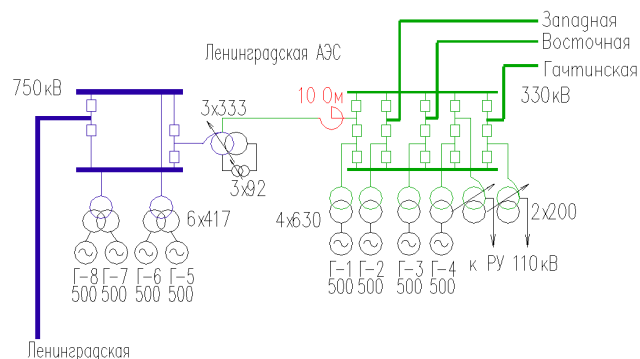 Западная
Восточная
Ленинградская АЭС
Гачтинская
750кВ
10 Ом
330кВ
3x333
3x92
6x417
4x630
2x200
к РУ 110кВ
Г-8 Г-7 Г-6 Г-5
500 500 500 500
Г-1 Г-2 Г-3 Г-4
500 500 500 500
Ленинградская